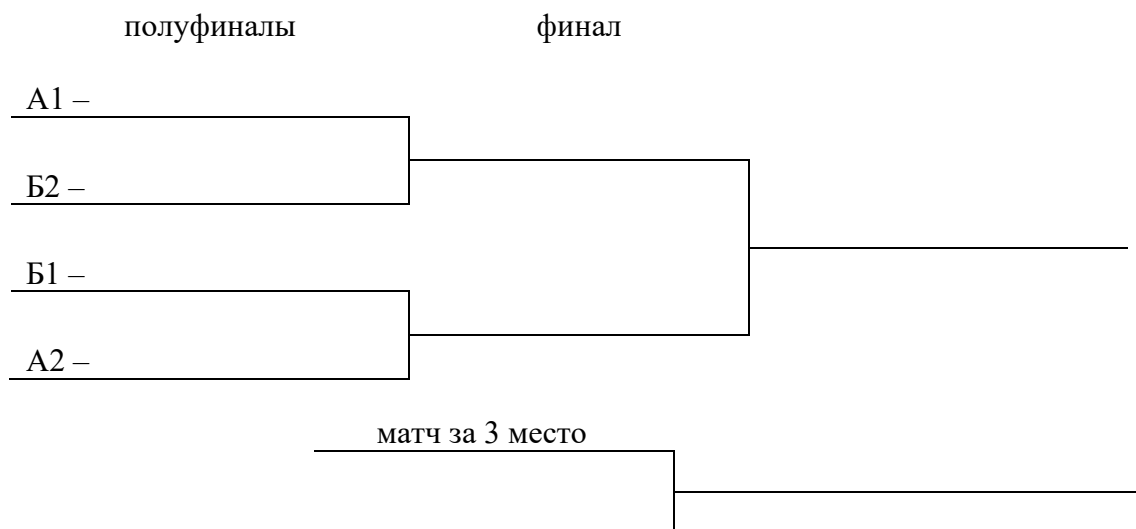 полуфиналы финал
А1 –
Б2 –
Б1 –
А2 –
матч за 3 место